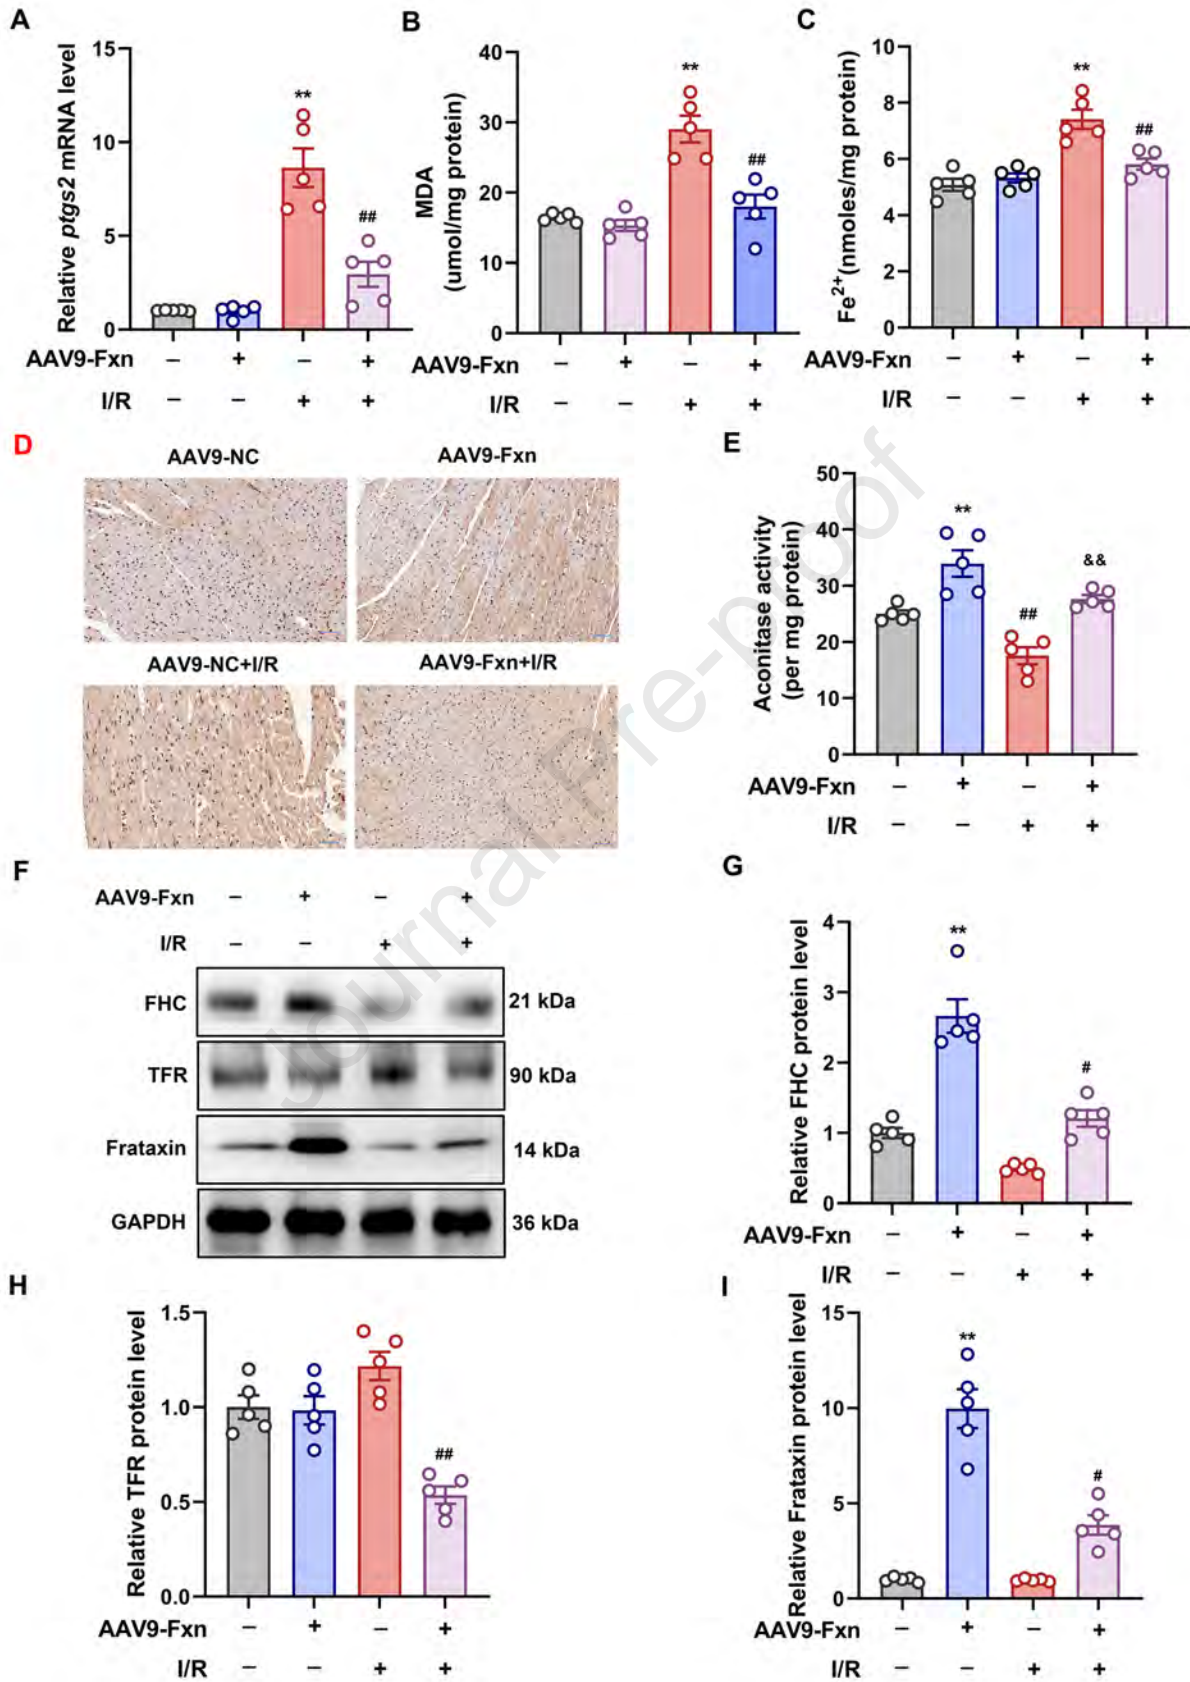 A
B
C
Relative ptgs2 mRNA level
15
10
5
0
**
##
AAV9-Fxn − + − +
I/R − − + +
MDA
(umol/mg protein)
40
30
20
10
0
**
##
AAV9-Fxn − + − +
I/R − − + +
Fe2+(nmoles/mg protein)
10
8
6
4
2
0
**
##
AAV9-Fxn − + − +
I/R − − + +
D
AAV9-NC
AAV9-Fxn
AAV9-NC+I/R
AAV9-Fxn+I/R
E
Aconitase activity
(per mg protein)
50
40
30
20
10
0
**
##
&&
AAV9-Fxn − + − +
I/R − − + +
F
AAV9-Fxn − + − +
I/R − − + +
FHC 21 kDa
TFR 90 kDa
Frataxin 14 kDa
GAPDH 36 kDa
G
Relative FHC protein level
4
3
2
1
0
**
#
AAV9-Fxn − + − +
I/R − − + +
H
Relative TFR protein level
1.5
1.0
0.5
0.0
##
AAV9-Fxn − + − +
I/R − − + +
I
Relative Frataxin protein level
15
10
5
0
**
#
AAV9-Fxn − + − +
I/R − − + +
Journal Pre-proof